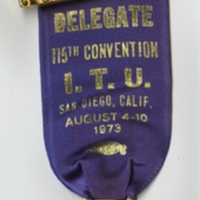 DELEGATE
115TH CONVENTION
I. T. U.
SAN DIEGO, CALIF.
AUGUST 4-10
1973